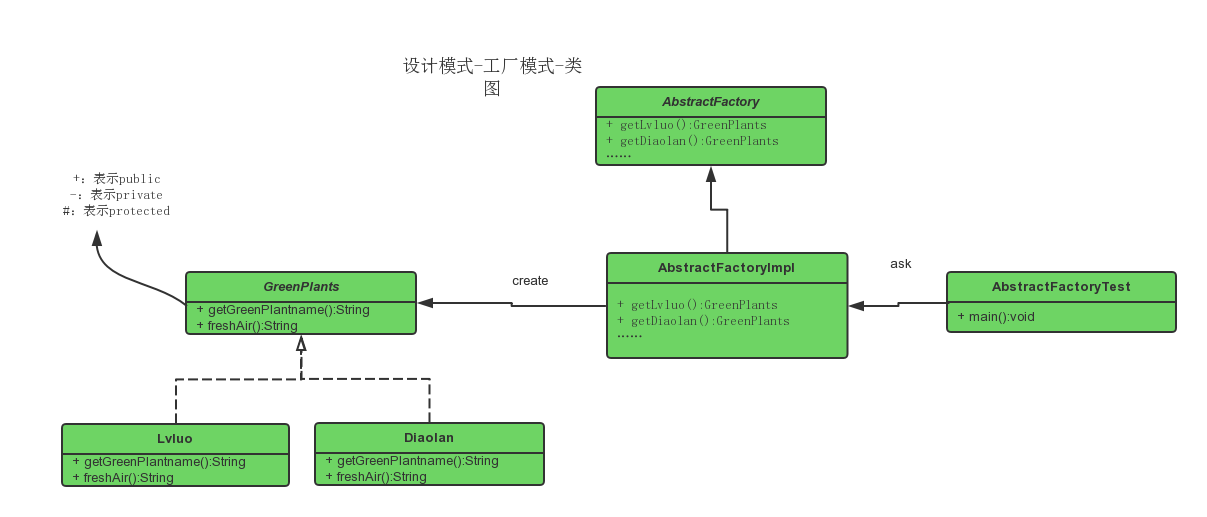 设计模式-工厂模式-类
图
AbstractFactory
+ getLvluo():GreenPlants
+ getDiaolan():GreenPlants
......
+: 表示public
-: 表示private
#: 表示protected
GreenPlants
+ getGreenPlantname():String
+ freshAir():String
create
AbstractFactoryImpl
+ getLvluo():GreenPlants
+ getDiaolan():GreenPlants
......
ask
AbstractFactoryTest
+ main():void
Lvluo
+ getGreenPlantname():String
+ freshAir():String
Diaolan
+ getGreenPlantname():String
+ freshAir():String